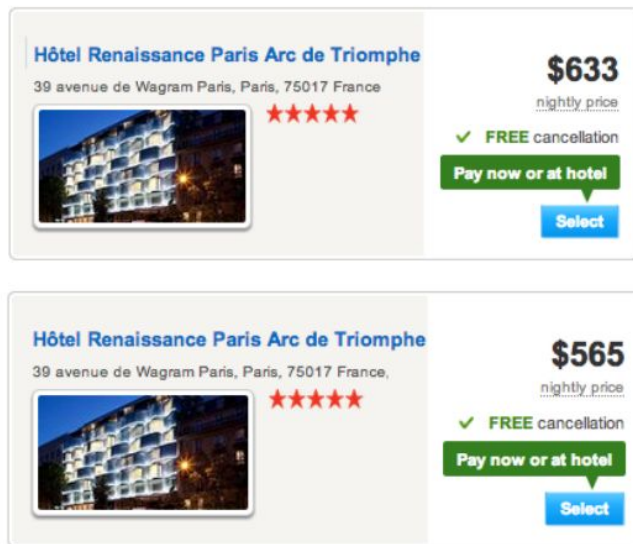 Hôtel Renaissance Paris Arc de Triomphe
39 avenue de Wagram Paris, Paris, 75017 France
$633
nightly price
FREE cancellation
Pay now or at hotel
Select
Hôtel Renaissance Paris Arc de Triomphe
39 avenue de Wagram Paris, Paris, 75017 France,
$565
nightly price
FREE cancellation
Pay now or at hotel
Select